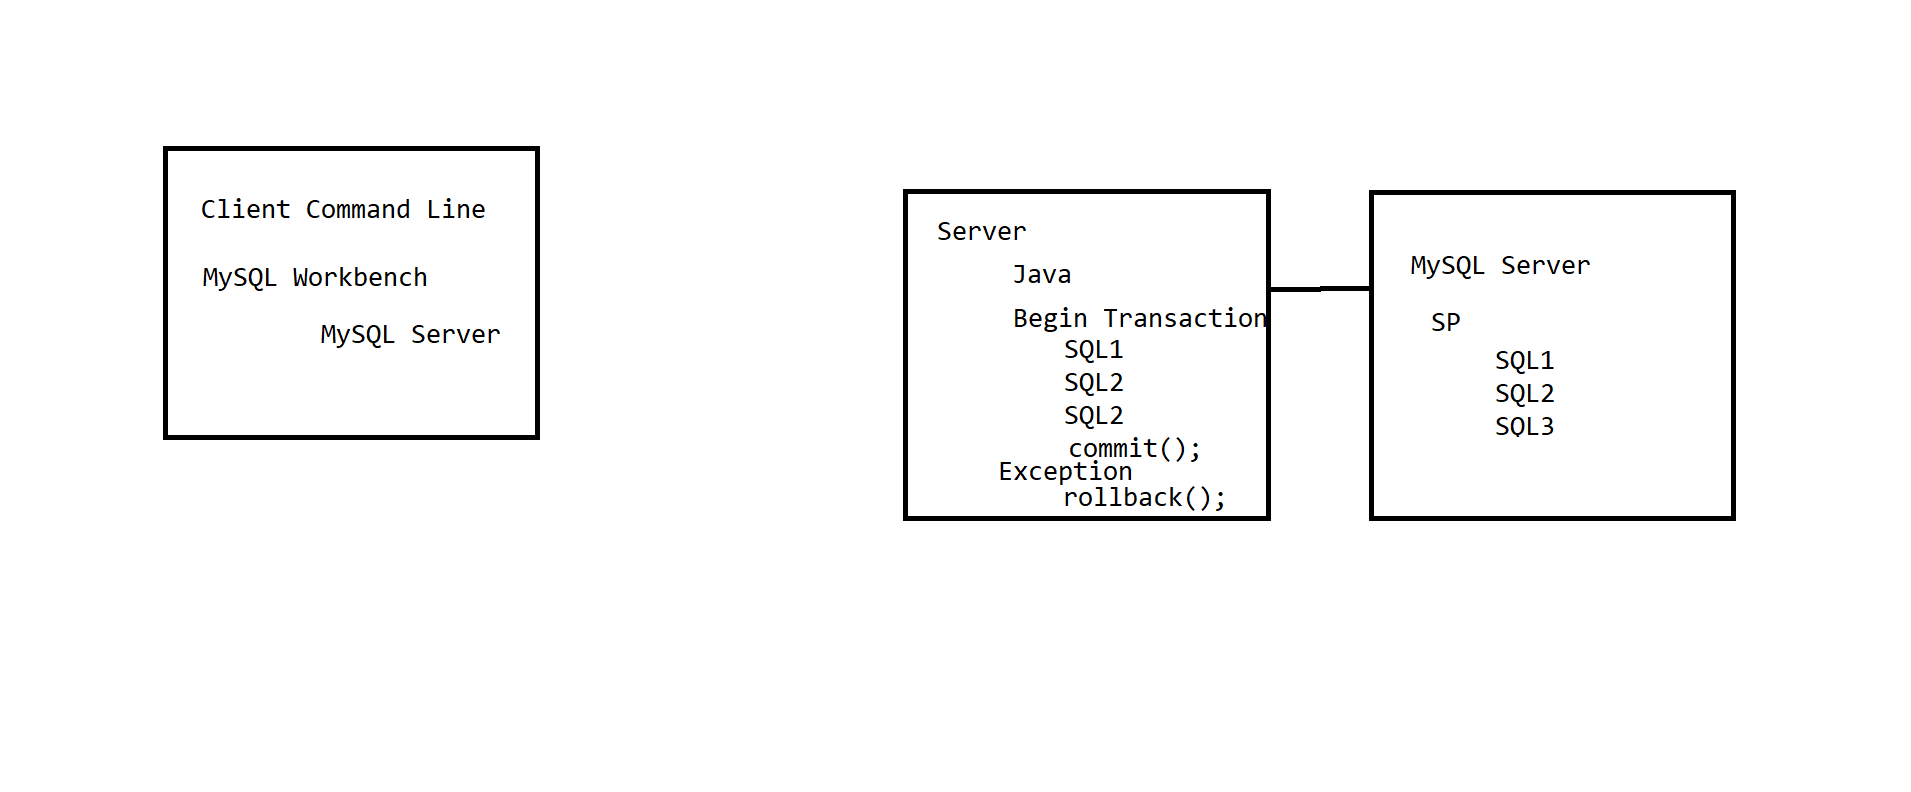 Client Command Line
MySQL Workbench
MySQL Server
Server
Java
Begin Transaction
SQL1
SQL2
SQL2
commit();
Exception
rollback();
MySQL Server
SP
SQL1
SQL2
SQL3